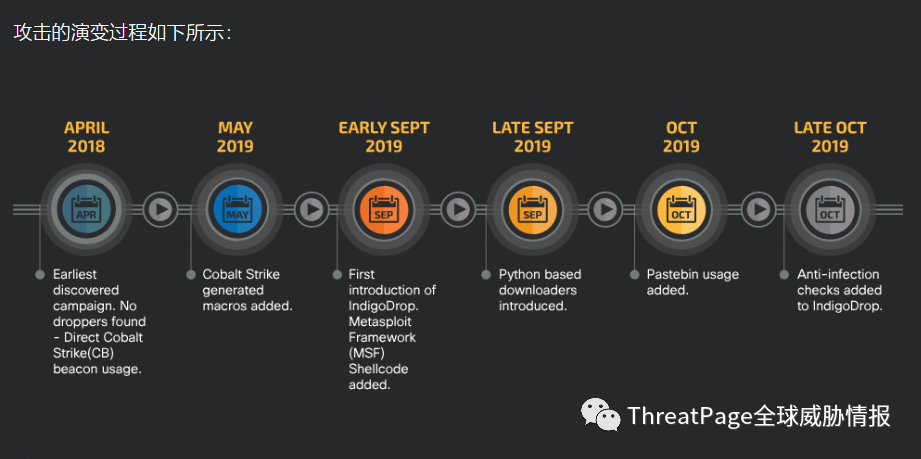 攻击的演变过程如下所示：
APRIL
2018
MAY
2019
EARLY SEPT
2019
LATE SEPT
2019
OCT
2019
LATE OCT
2019
APR
MAY
SEP
SEP
OCT
OCT
Earliest
discovered
campaign. No
droppers found
- Direct Cobalt
Strike(CB)
beacon usage.
Cobalt Strike
generated
macros added.
First
introduction of
IndigoDrop.
Metasploit
Framework
(MSF)
Shellcode
added.
Python based
downloaders
introduced.
Pastebin usage
added.
Anti-infection
checks added
to IndigoDrop.
ThreatPage全球威胁情报